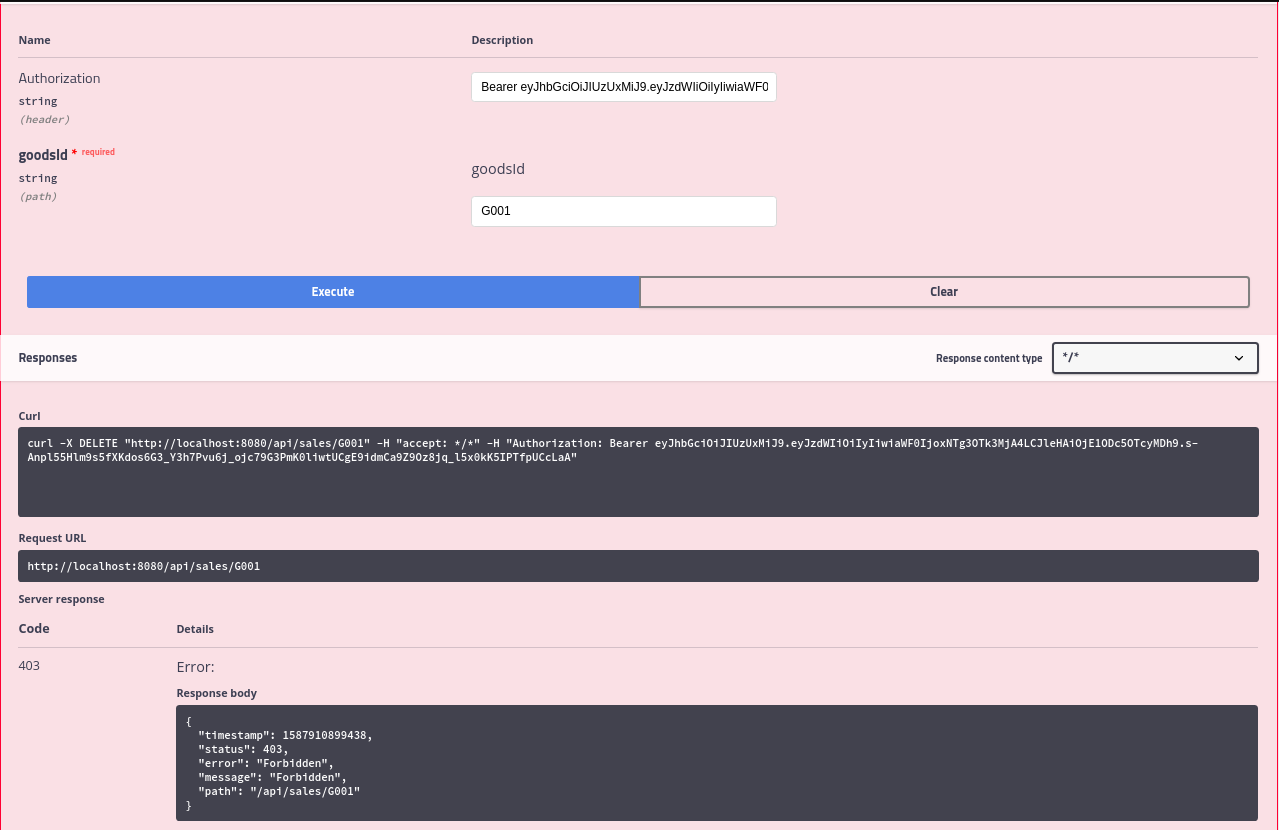 Name Description
Authorization
string
(header)
Bearer eyJhbGciOiJIUzUxMiJ9.eyJzdWIiOiIyIiwiaWF0
goodsId * required
string
(path)
goodsId
G001
Execute Clear
Responses Response content type */*
Curl
curl -X DELETE "http://localhost:8080/api/sales/G001" -H "accept: */*" -H "Authorization: Bearer eyJhbGciOiJIUzUxMiJ9.eyJzdWIiOiIyIiwiaWF0IjoxNTg3OTk3MjA4LCJleHAiOjE1ODc5OTcyMDh9.s-
Anpl55Hlm9s5fXKdos6G3_Y3h7Pvu6j_ojc79G3PmK0liwtUCgE9idmCa9Z9Oz8jq_l5x0kK5IPTfpUCcLaA"
Request URL
http://localhost:8080/api/sales/G001
Server response
Code Details
403 Error:
Response body
{
  "timestamp": 1587910899438,
  "status": 403,
  "error": "Forbidden",
  "message": "Forbidden",
  "path": "/api/sales/G001"
}